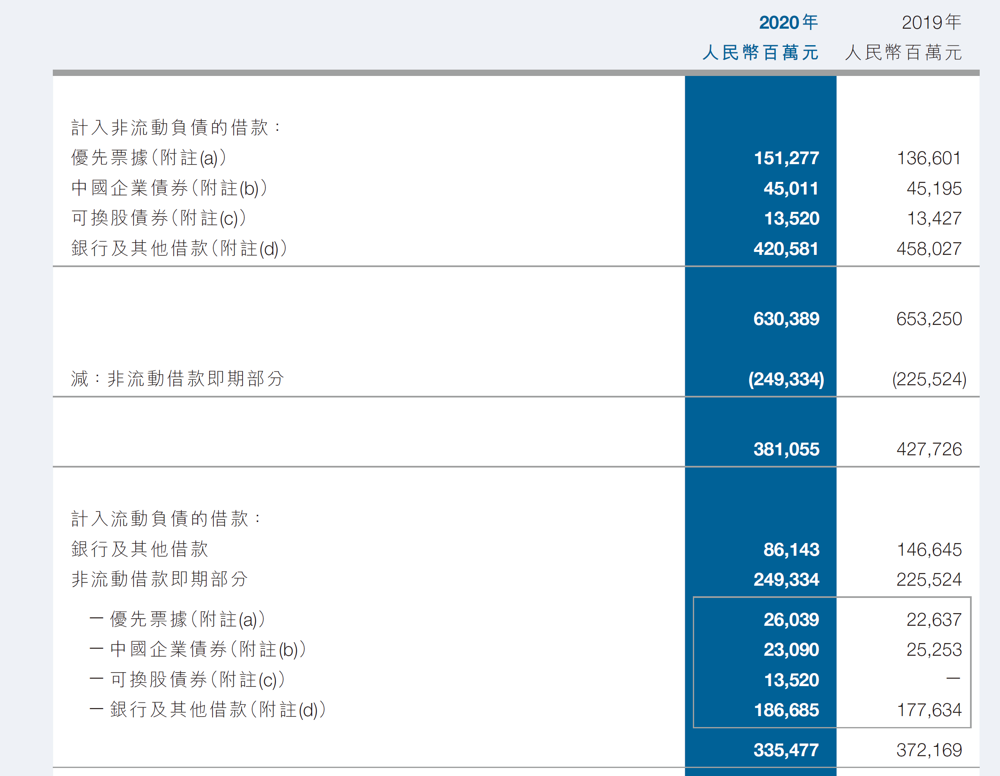 2020年 2019年
人民幣百萬元 人民幣百萬元
計入非流動負債的借款：
優先票據（附註(a)） 151,277 136,601
中國企業債券（附註(b)） 45,011 45,195
可換股債券（附註(c)） 13,520 13,427
銀行及其他借款（附註(d)） 420,581 458,027
630,389 653,250
減：非流動借款即期部分 (249,334) (225,524)
381,055 427,726
計入流動負債的借款：
銀行及其他借款 86,143 146,645
非流動借款即期部分 249,334 225,524
－優先票據（附註(a)） 26,039 22,637
－中國企業債券（附註(b)） 23,090 25,253
－可換股債券（附註(c)） 13,520 －
－銀行及其他借款（附註(d)） 186,685 177,634
335,477 372,169